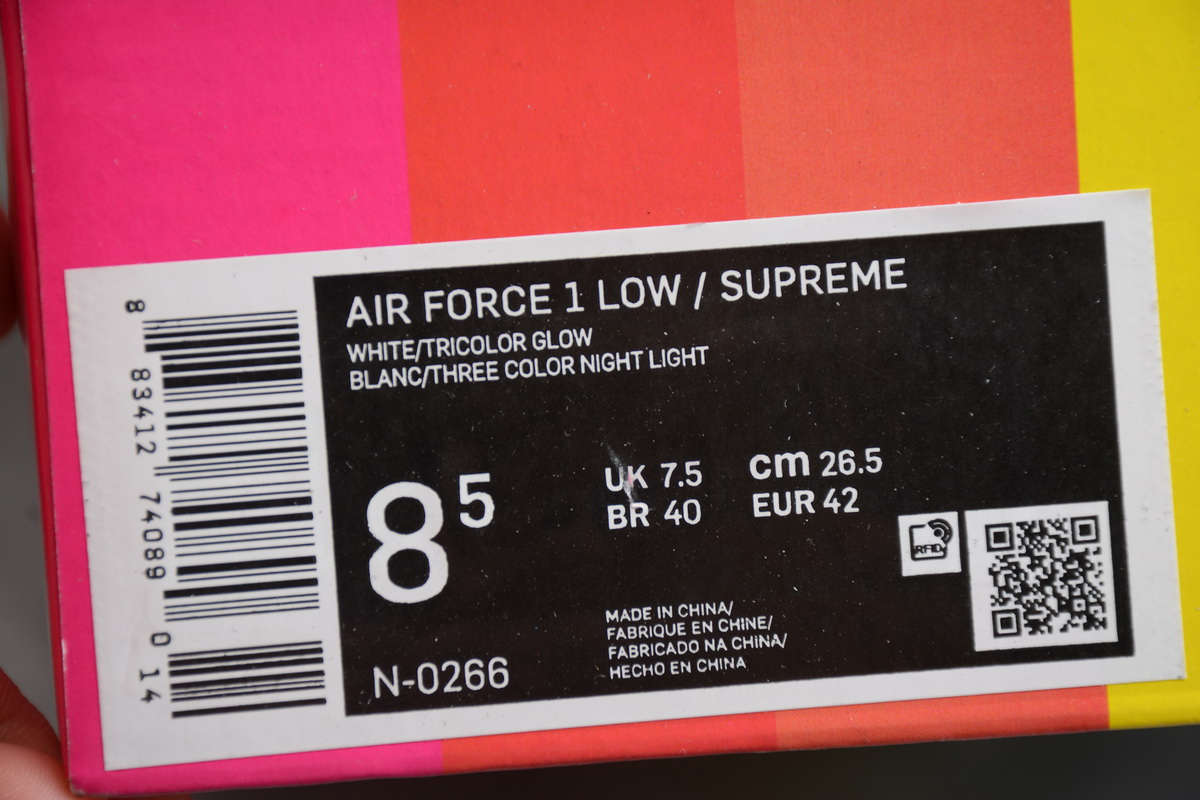 8 83412 74089 0 14
AIR FORCE 1 LOW / SUPREME
WHITE/TRICOLOR GLOW
BLANC/THREE COLOR NIGHT LIGHT
8⁵
UK 7.5 cm 26.5
BR 40 EUR 42
RFID
MADE IN CHINA/
FABRIQUE EN CHINE/
FABRICADO NA CHINA/
HECHO EN CHINA
N-0266